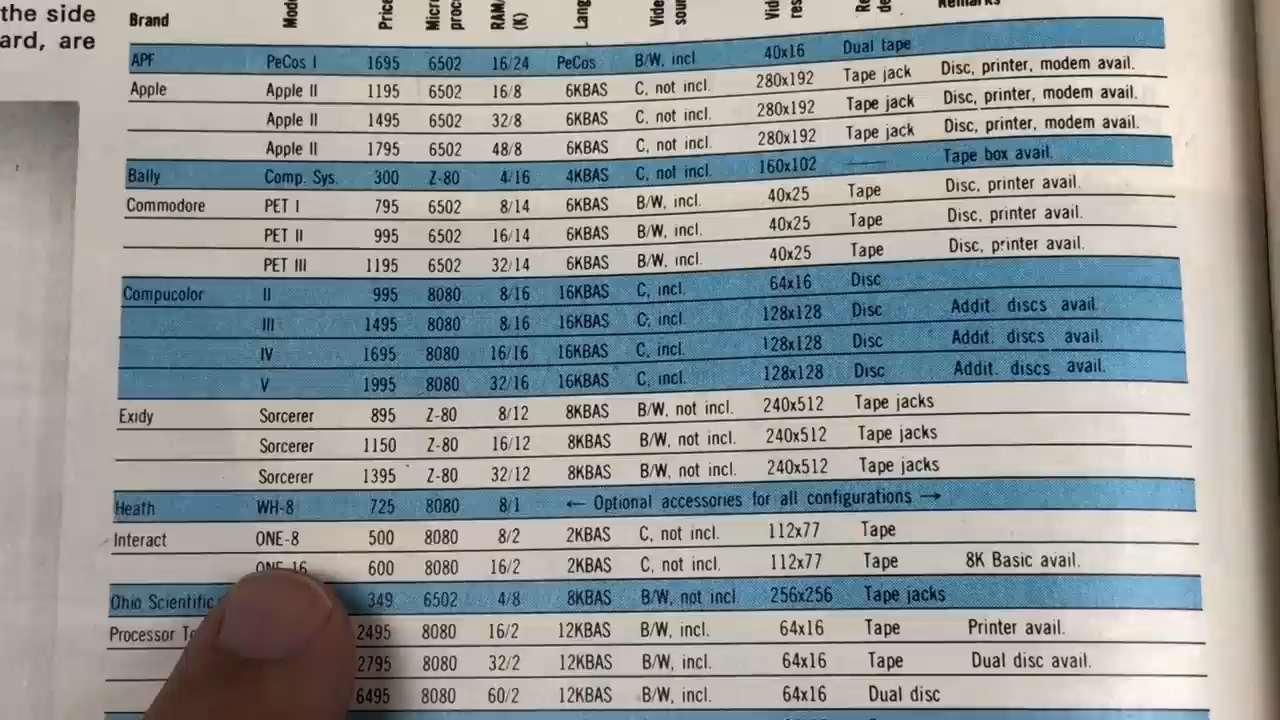 the side
ard, are
Brand Price RAM/ (K)
APF PeCos I 1695 6502 16/24 PeCos B/W, incl 40x16 Dual tape
Apple Apple II 1195 6502 16/8 6KBAS C, not incl. 280x192 Tape jack Disc, printer, modem avail.
Apple II 1495 6502 32/8 6KBAS C, not incl. 280x192 Tape jack Disc, printer, modem avail.
Apple II 1795 6502 48/8 6KBAS C, not incl. 280x192 Tape jack Disc, printer, modem avail.
Bally Comp. Sys. 300 Z-80 4/16 4KBAS C, not incl. 160x102 —— Tape box avail.
Commodore PET I 795 6502 8/14 6KBAS B/W, incl. 40x25 Tape Disc, printer avail.
PET II 995 6502 16/14 6KBAS B/W, incl. 40x25 Tape Disc, printer avail.
PET III 1195 6502 32/14 6KBAS B/W, incl. 40x25 Tape Disc, printer avail.
Compucolor II 995 8080 8/16 16KBAS C, incl. 64x16 Disc
III 1495 8080 8/16 16KBAS C, incl. 128x128 Disc Addit. discs avail.
IV 1695 8080 16/16 16KBAS C, incl. 128x128 Disc Addit. discs avail.
V 1995 8080 32/16 16KBAS C, incl. 128x128 Disc Addit. discs avail.
Exidy Sorcerer 895 Z-80 8/12 8KBAS B/W, not incl. 240x512 Tape jacks
Sorcerer 1150 Z-80 16/12 8KBAS B/W, not incl. 240x512 Tape jacks
Sorcerer 1395 Z-80 32/12 8KBAS B/W, not incl. 240x512 Tape jacks
Heath WH-8 725 8080 8/1 ← Optional accessories for all configurations →
Interact ONE-8 500 8080 8/2 2KBAS C, not incl. 112x77 Tape
ONE-16 600 8080 16/2 2KBAS C, not incl. 112x77 Tape 8K Basic avail.
Ohio Scientific 349 6502 4/8 8KBAS B/W, not incl 256x256 Tape jacks
Processor 2495 8080 16/2 12KBAS B/W, incl. 64x16 Tape Printer avail.
2795 8080 32/2 12KBAS B/W, incl. 64x16 Tape Dual disc avail.
6495 8080 60/2 12KBAS B/W, incl. 64x16 Dual disc